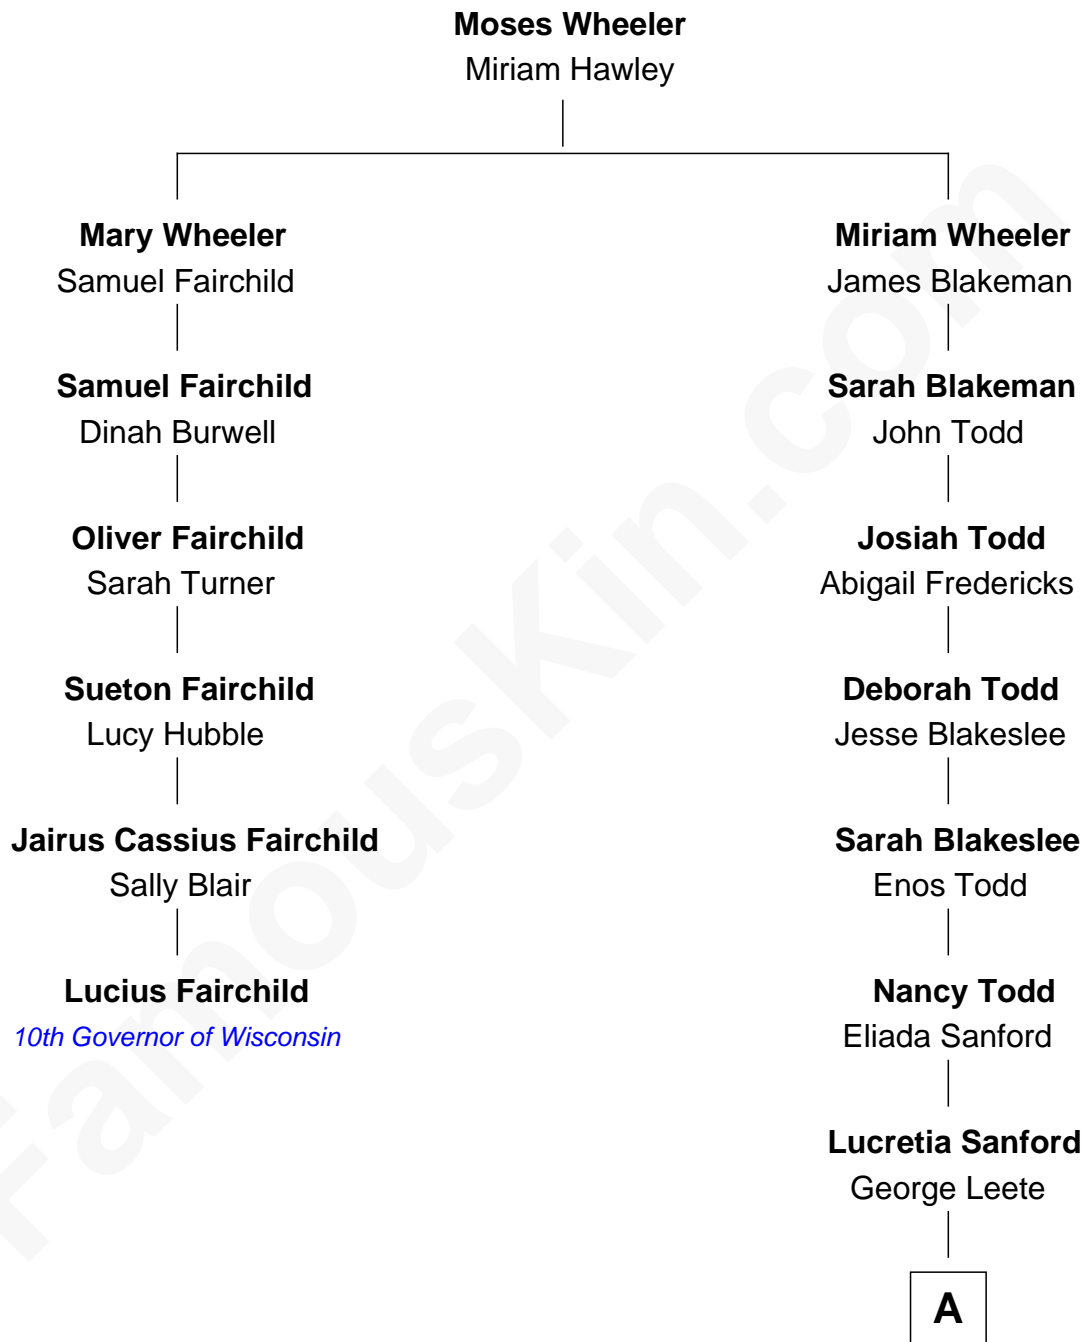 Moses Wheeler
Miriam Hawley
Mary Wheeler
Samuel Fairchild
Miriam Wheeler
James Blakeman
Samuel Fairchild
Dinah Burwell
Sarah Blakeman
John Todd
Oliver Fairchild
Sarah Turner
Josiah Todd
Abigail Fredericks
Sueton Fairchild
Lucy Hubble
Deborah Todd
Jesse Blakeslee
Jairus Cassius Fairchild
Sally Blair
Sarah Blakeslee
Enos Todd
Lucius Fairchild
10th Governor of Wisconsin
Nancy Todd
Eliada Sanford
Lucretia Sanford
George Leete
A
FamousKin.com